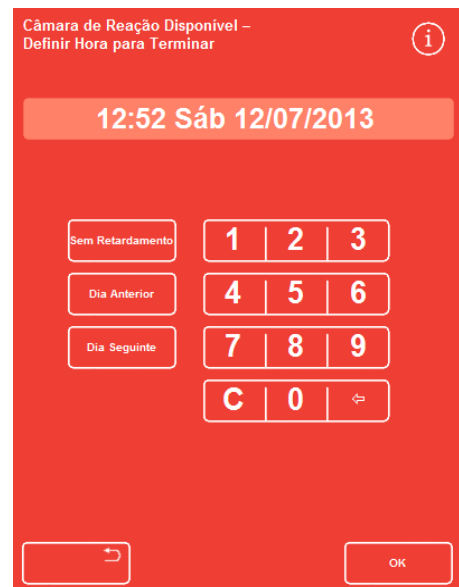 Câmara de Reação Disponível –
Definir Hora para Terminar
i
12:52 Sáb 12/07/2013
Sem Retardamento
1 2 3
Dia Anterior
4 5 6
Dia Seguinte
7 8 9
C 0 ⇦
OK